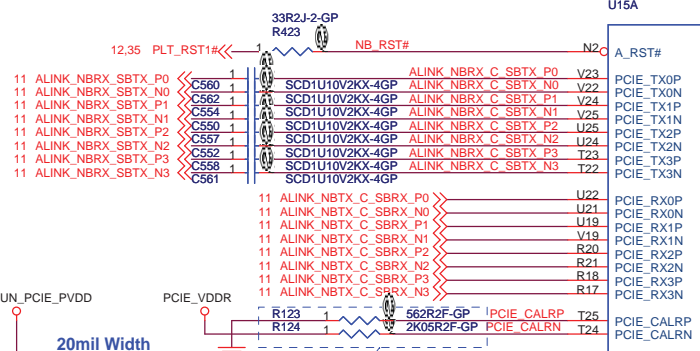 U15A
33R2J-2-GP
R423
12,35 PLT_RST1# 1 NB_RST# N2 A_RST#
11 ALINK_NBRX_SBTX_P0 1 ALINK_NBRX_C_SBTX_P0 V23 PCIE_TX0P
11 ALINK_NBRX_SBTX_N0 C560 1 SCD1U10V2KX-4GP ALINK_NBRX_C_SBTX_N0 V22 PCIE_TX0N
11 ALINK_NBRX_SBTX_P1 C562 1 SCD1U10V2KX-4GP ALINK_NBRX_C_SBTX_P1 V24 PCIE_TX1P
11 ALINK_NBRX_SBTX_N1 C554 1 SCD1U10V2KX-4GP ALINK_NBRX_C_SBTX_N1 V25 PCIE_TX1N
11 ALINK_NBRX_SBTX_P2 C550 1 SCD1U10V2KX-4GP ALINK_NBRX_C_SBTX_P2 U25 PCIE_TX2P
11 ALINK_NBRX_SBTX_N2 C557 1 SCD1U10V2KX-4GP ALINK_NBRX_C_SBTX_N2 U24 PCIE_TX2N
11 ALINK_NBRX_SBTX_P3 C552 1 SCD1U10V2KX-4GP ALINK_NBRX_C_SBTX_P3 T23 PCIE_TX3P
11 ALINK_NBRX_SBTX_N3 C558 1 SCD1U10V2KX-4GP ALINK_NBRX_C_SBTX_N3 T22 PCIE_TX3N
C561 SCD1U10V2KX-4GP
11 ALINK_NBTX_C_SBRX_P0 U22 PCIE_RX0P
11 ALINK_NBTX_C_SBRX_N0 U21 PCIE_RX0N
11 ALINK_NBTX_C_SBRX_P1 U19 PCIE_RX1P
11 ALINK_NBTX_C_SBRX_N1 V19 PCIE_RX1N
11 ALINK_NBTX_C_SBRX_P2 R20 PCIE_RX2P
11 ALINK_NBTX_C_SBRX_N2 R21 PCIE_RX2N
11 ALINK_NBTX_C_SBRX_P3 R18 PCIE_RX3P
11 ALINK_NBTX_C_SBRX_N3 R17 PCIE_RX3N
UN_PCIE_PVDD PCIE_VDDR
R123 1 562R2F-GP PCIE_CALRP T25 PCIE_CALRP
R124 1 2K05R2F-GP PCIE_CALRN T24 PCIE_CALRN
20mil Width